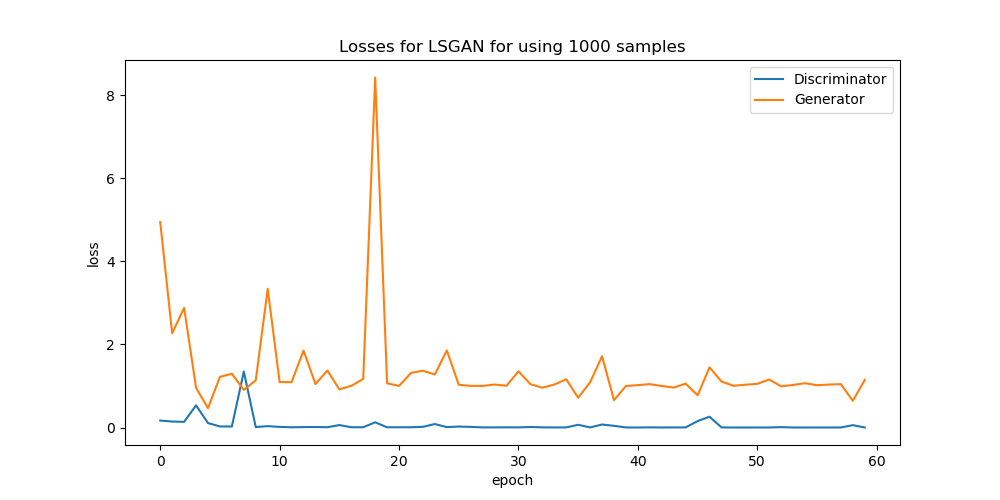 Losses for LSGAN for using 1000 samples
Discriminator
Generator
8
6
4
2
0
loss
0 10 20 30 40 50 60
epoch